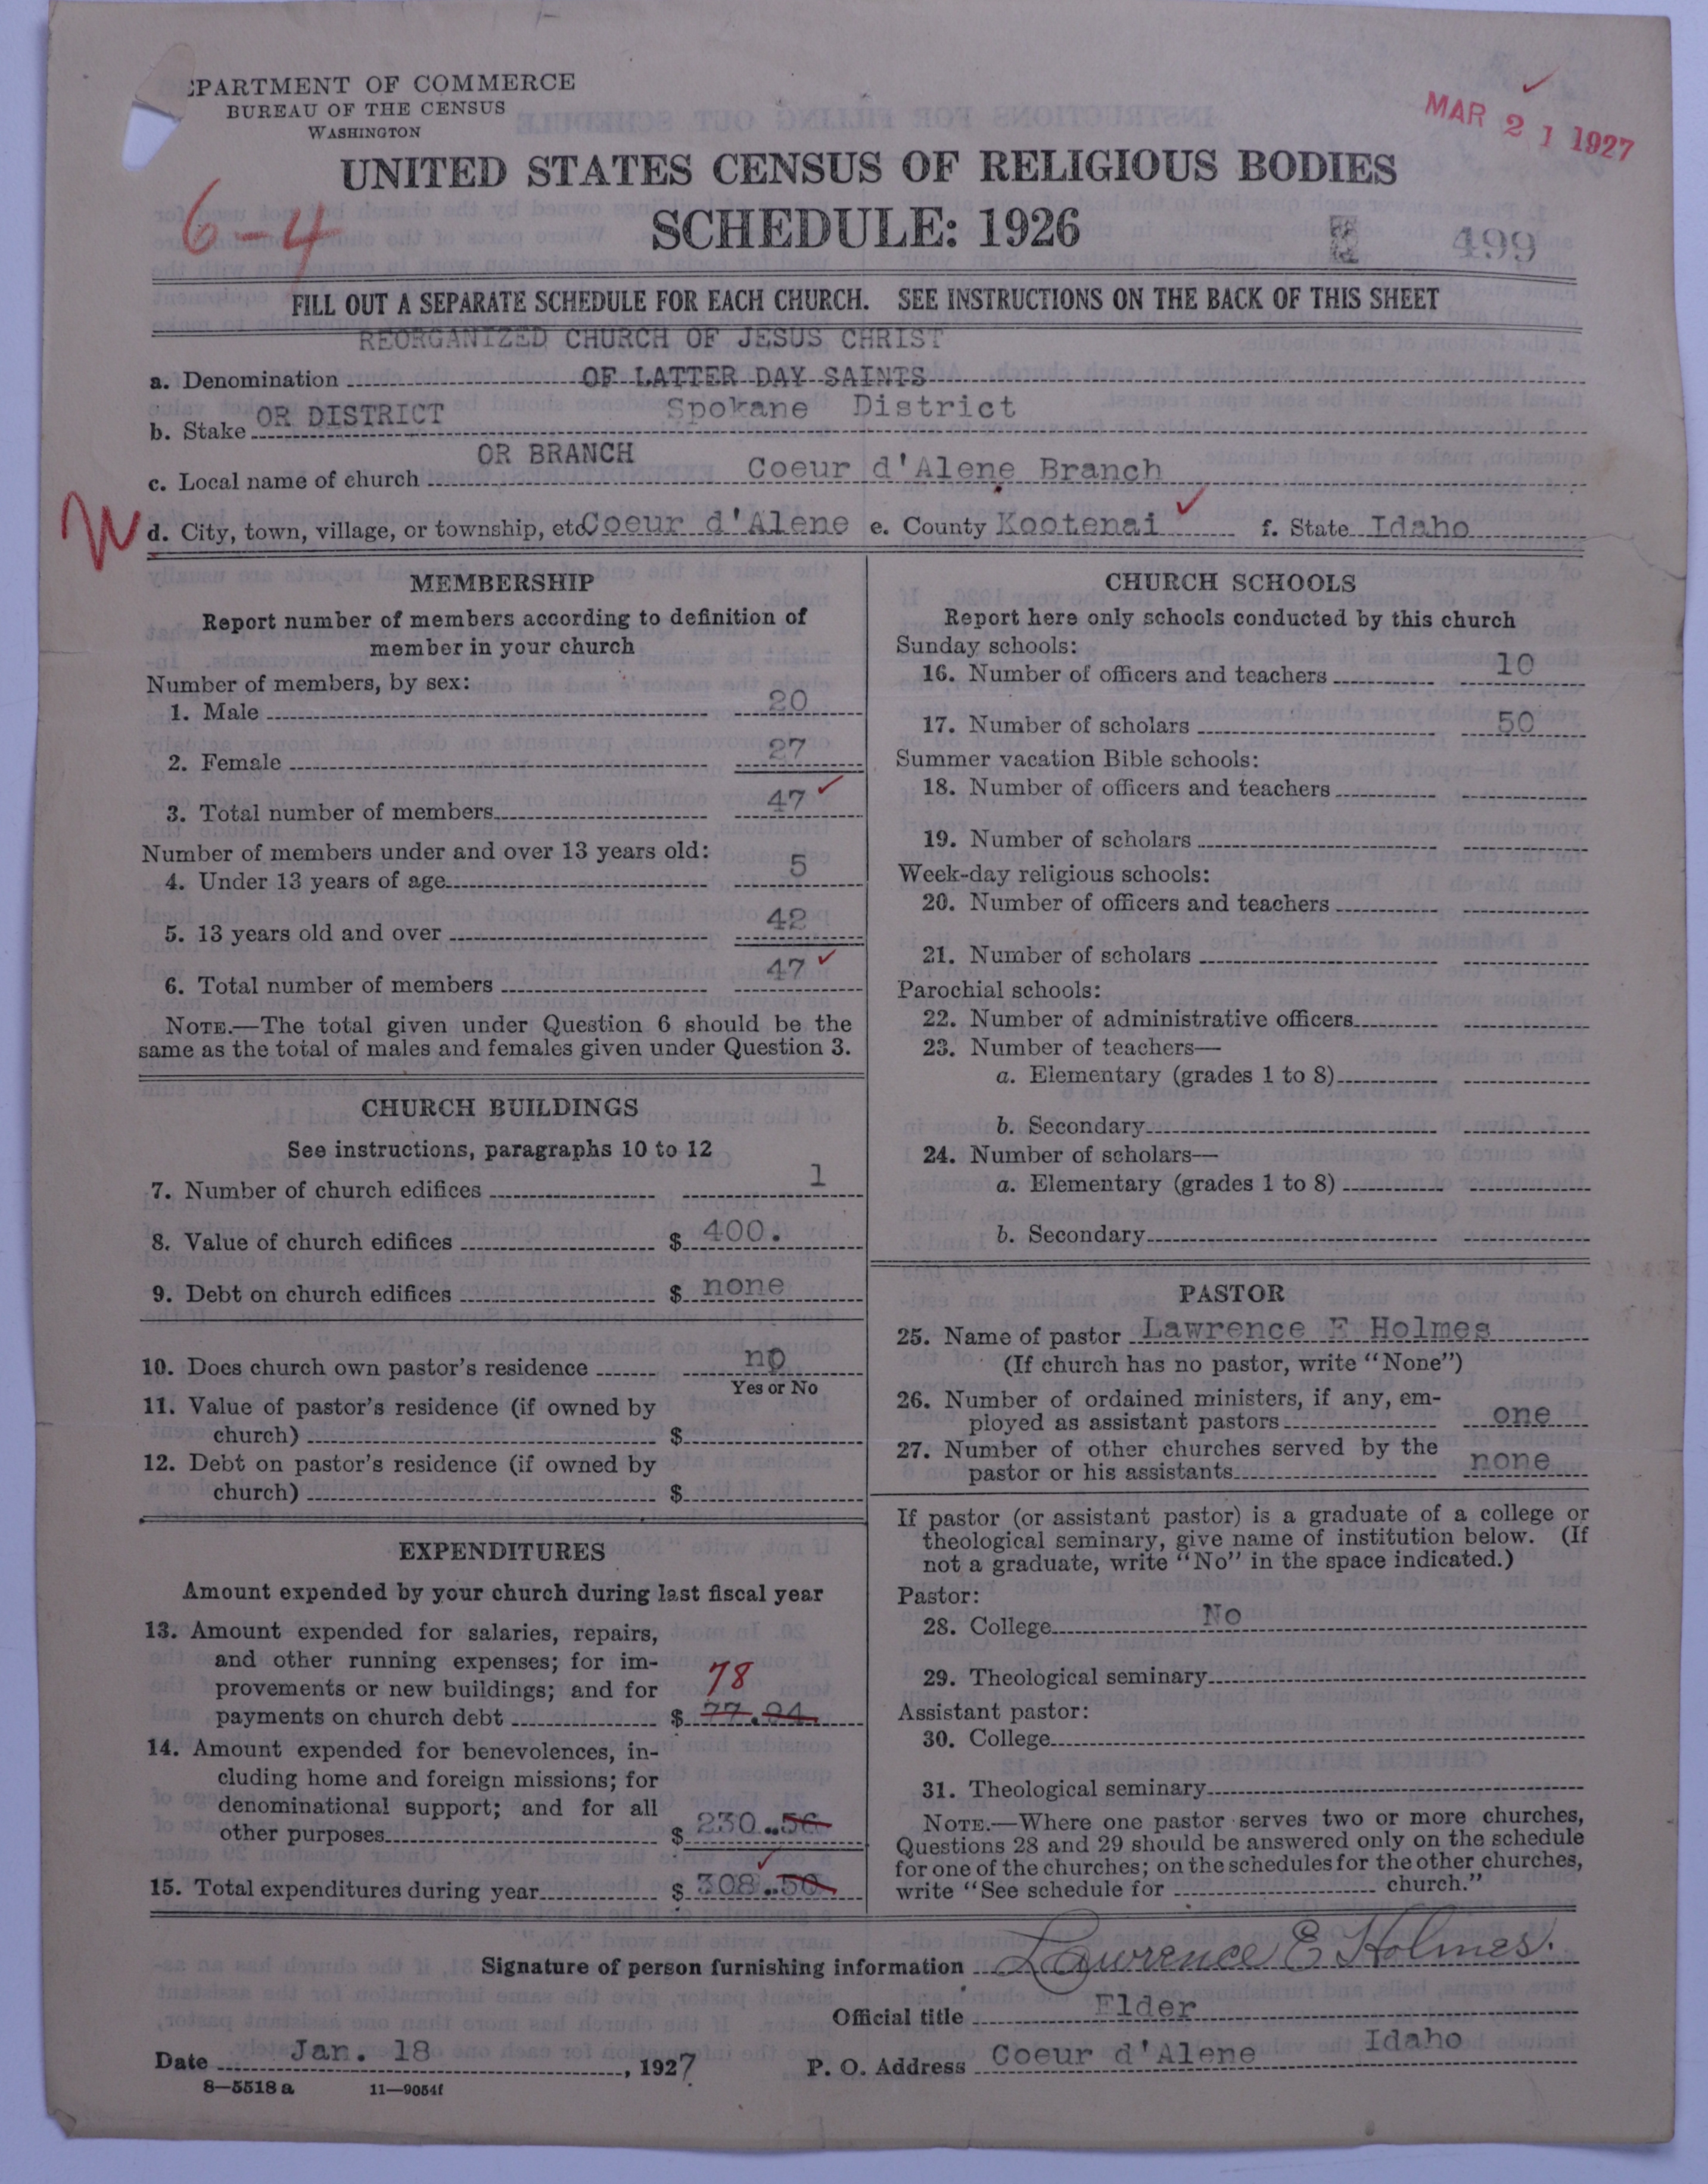 EPARTMENT OF COMMERCE
BUREAU OF THE CENSUS
WASHINGTON
MAR 21 1927
UNITED STATES CENSUS OF RELIGIOUS BODIES
6-4
SCHEDULE: 1926
499
FILL OUT A SEPARATE SCHEDULE FOR EACH CHURCH. SEE INSTRUCTIONS ON THE BACK OF THIS SHEET
REORGANIZED CHURCH OF JESUS CHRIST
a. Denomination OF LATTER DAY SAINTS
b. Stake OR DISTRICT Spokane District
OR BRANCH
c. Local name of church Coeur d'Alene Branch
W d. City, town, village, or township, etc Coeur d'Alene e. County Kootenai ✓ f. State Idaho
MEMBERSHIP
Report number of members according to definition of
member in your church
Number of members, by sex:
1. Male 20
2. Female 27
3. Total number of members 47 ✓
Number of members under and over 13 years old:
4. Under 13 years of age 5
5. 13 years old and over 42
6. Total number of members 47 ✓
NOTE.—The total given under Question 6 should be the
same as the total of males and females given under Question 3.
CHURCH BUILDINGS
See instructions, paragraphs 10 to 12
7. Number of church edifices 1
8. Value of church edifices $ 400.
9. Debt on church edifices $ none
10. Does church own pastor's residence no
Yes or No
11. Value of pastor's residence (if owned by
church) $
12. Debt on pastor's residence (if owned by
church) $
EXPENDITURES
Amount expended by your church during last fiscal year
13. Amount expended for salaries, repairs,
and other running expenses; for im-
provements or new buildings; and for 78
payments on church debt $ 77.94
14. Amount expended for benevolences, in-
cluding home and foreign missions; for
denominational support; and for all
other purposes $ 230.56
15. Total expenditures during year $ 308.50
CHURCH SCHOOLS
Report here only schools conducted by this church
Sunday schools:
16. Number of officers and teachers 10
17. Number of scholars 50
Summer vacation Bible schools:
18. Number of officers and teachers
19. Number of scholars
Week-day religious schools:
20. Number of officers and teachers
21. Number of scholars
Parochial schools:
22. Number of administrative officers
23. Number of teachers—
a. Elementary (grades 1 to 8)
b. Secondary
24. Number of scholars—
a. Elementary (grades 1 to 8)
b. Secondary
PASTOR
25. Name of pastor Lawrence E Holmes
(If church has no pastor, write "None")
26. Number of ordained ministers, if any, em-
ployed as assistant pastors one
27. Number of other churches served by the
pastor or his assistants none
If pastor (or assistant pastor) is a graduate of a college or
theological seminary, give name of institution below. (If
not a graduate, write "No" in the space indicated.)
Pastor:
28. College No
29. Theological seminary
Assistant pastor:
30. College
31. Theological seminary
NOTE.—Where one pastor serves two or more churches,
Questions 28 and 29 should be answered only on the schedule
for one of the churches; on the schedules for the other churches,
write "See schedule for church."
Signature of person furnishing information Lawrence E Holmes.
Official title Elder
Date Jan. 18, 1927 P. O. Address Coeur d'Alene Idaho
8—5518 a 11—9054f